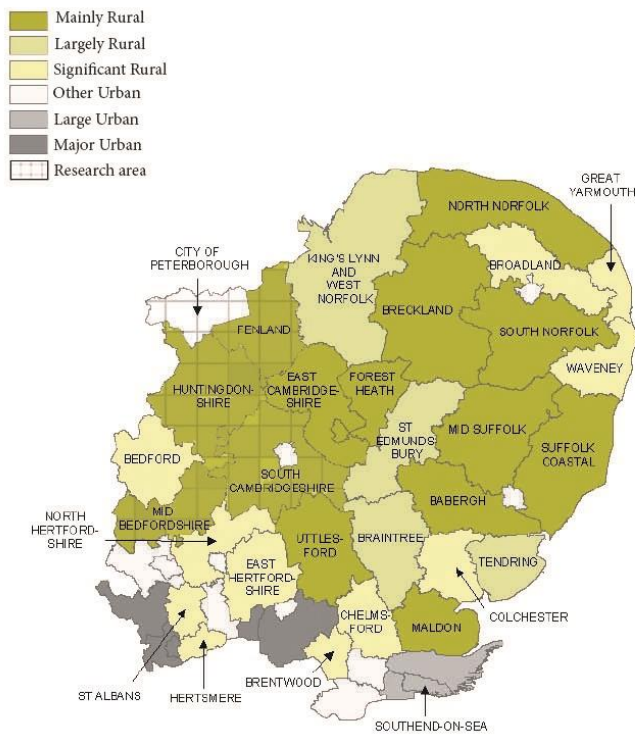 Mainly Rural
Largely Rural
Significant Rural
Other Urban
Large Urban
Major Urban
Research area
GREAT
YARMOUTH
NORTH NORFOLK
CITY OF
PETERBOROUGH
KING'S LYNN
AND
WEST
NORFOLK
BROADLAND
BRECKLAND
FENLAND
SOUTH NORFOLK
WAVENEY
HUNTINGDON-
SHIRE
EAST
CAMBRIDGE-
SHIRE
FOREST
HEATH
ST
EDMUNDS-
BURY
MID SUFFOLK
SUFFOLK
COASTAL
BEDFORD
SOUTH
CAMBRIDGESHIRE
BABERGH
MID
BEDFORDSHIRE
NORTH
HERTFORD-
SHIRE
UTTLES-
FORD
BRAINTREE
TENDRING
EAST
HERTFORD-
SHIRE
COLCHESTER
CHELMS-
FORD
MALDON
ST ALBANS
HERTSMERE
BRENTWOOD
SOUTHEND-ON-SEA